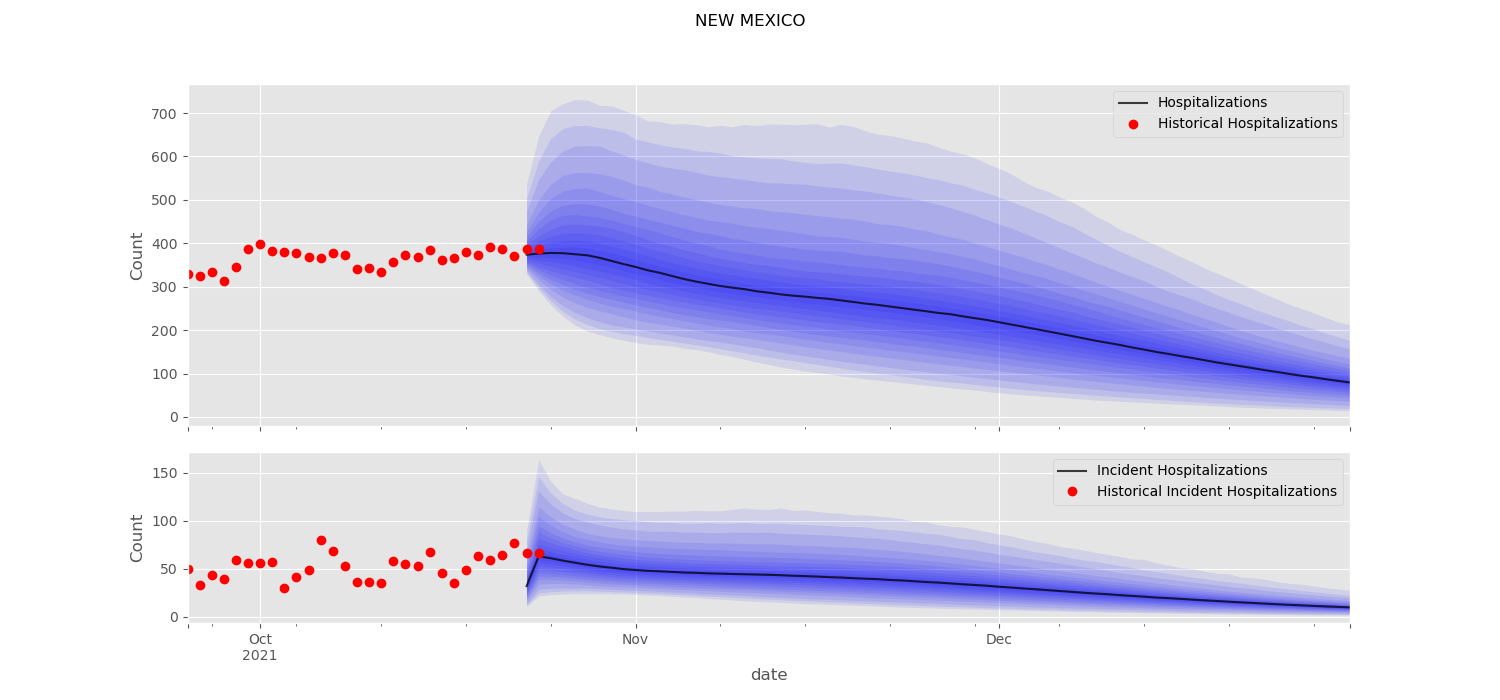 NEW MEXICO
700
600
500
400
300
200
100
0
Count
Hospitalizations
Historical Hospitalizations
150
100
50
0
Count
Incident Hospitalizations
Historical Incident Hospitalizations
Oct
2021
Nov
Dec
date